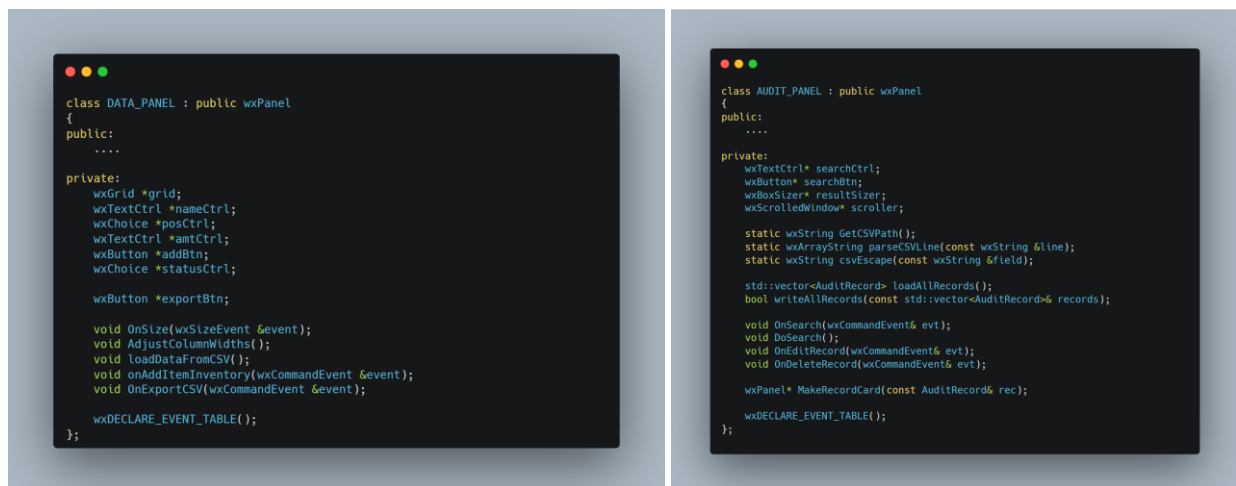 class DATA_PANEL : public wxPanel
{
public:
    ....
private:
    wxGrid *grid;
    wxTextCtrl *nameCtrl;
    wxChoice *posCtrl;
    wxTextCtrl *amtCtrl;
    wxButton *addBtn;
    wxChoice *statusCtrl;
    wxButton *exportBtn;
    void OnSize(wxSizeEvent &event);
    void AdjustColumnWidths();
    void loadDataFromCSV();
    void onAddItemInventory(wxCommandEvent &event);
    void OnExportCSV(wxCommandEvent &event);
    wxDECLARE_EVENT_TABLE();
};
class AUDIT_PANEL : public wxPanel
{
public:
    ....
private:
    wxTextCtrl* searchCtrl;
    wxButton* searchBtn;
    wxBoxSizer* resultSizer;
    wxScrolledWindow* scroller;
    static wxString GetCSVPath();
    static wxArrayString parseCSVLine(const wxString &line);
    static wxString csvEscape(const wxString &field);
    std::vector<AuditRecord> loadAllRecords();
    bool writeAllRecords(const std::vector<AuditRecord>& records);
    void OnSearch(wxCommandEvent& evt);
    void DoSearch();
    void OnEditRecord(wxCommandEvent& evt);
    void OnDeleteRecord(wxCommandEvent& evt);
    wxPanel* MakeRecordCard(const AuditRecord& rec);
    wxDECLARE_EVENT_TABLE();
};